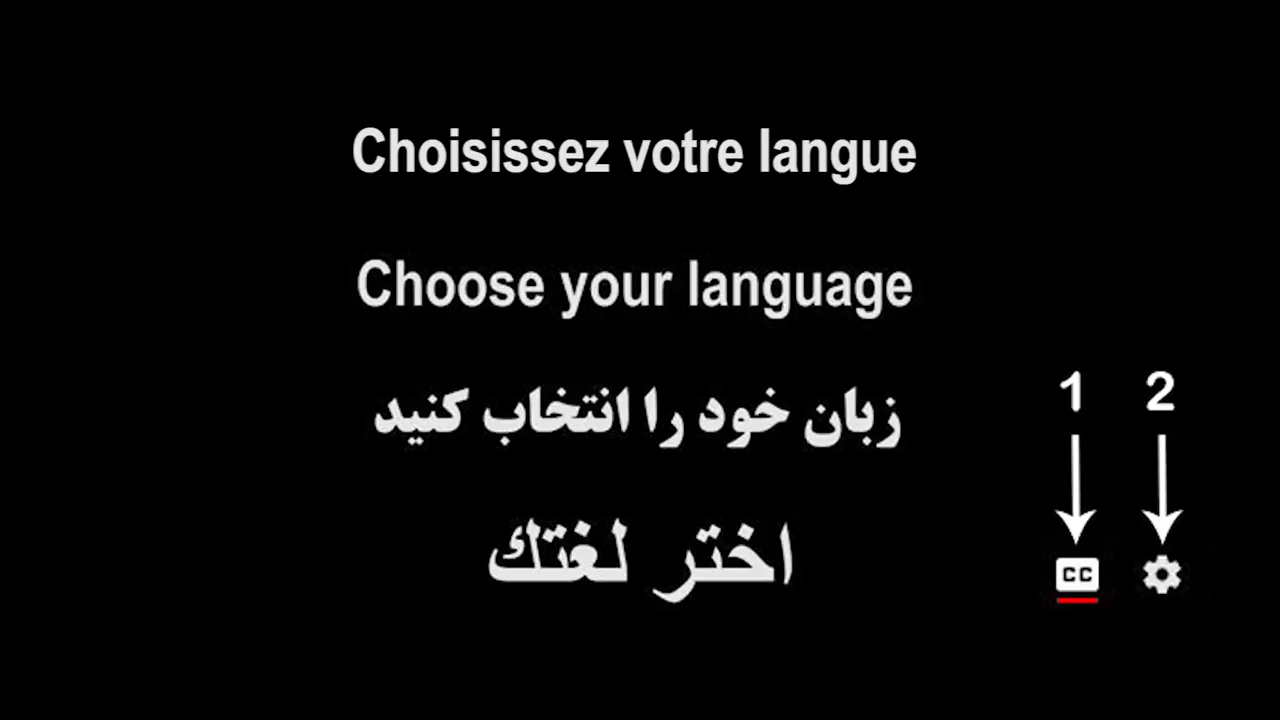 Choisissez votre langue
Choose your language
زبان خود را انتخاب کنید
اختر لغتك
1 2
CC